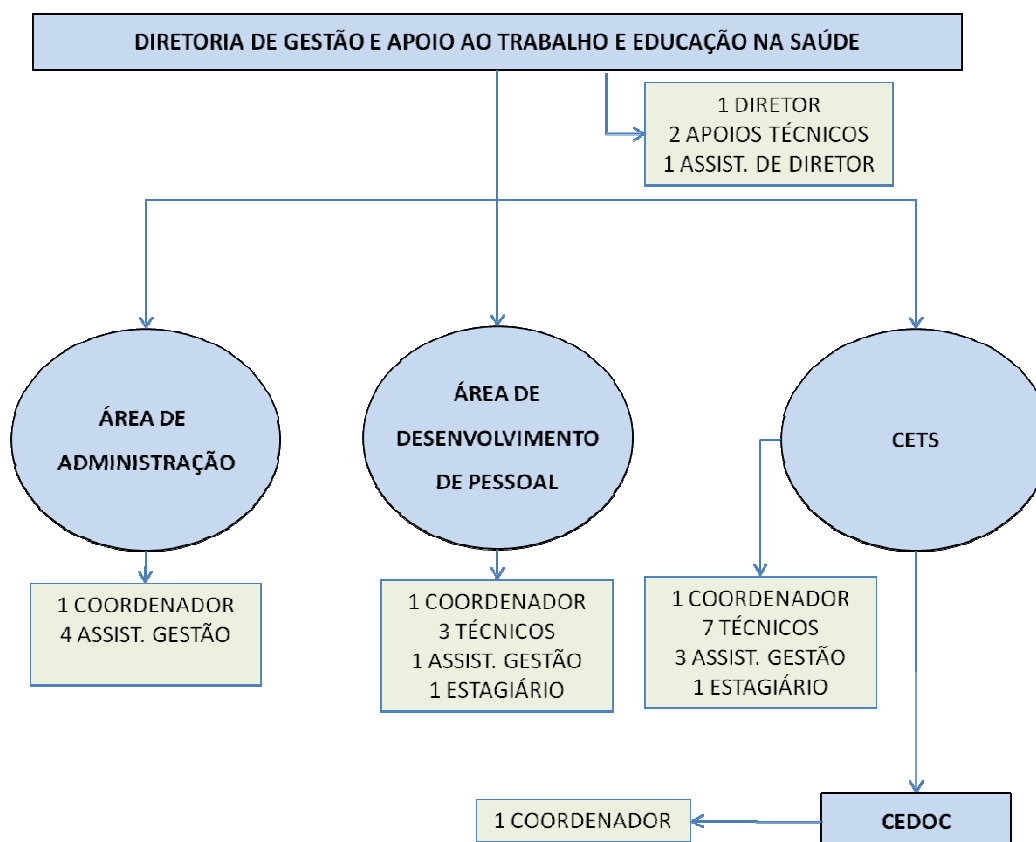 DIRETORIA DE GESTÃO E APOIO AO TRABALHO E EDUCAÇÃO NA SAÚDE
1 DIRETOR
2 APOIOS TÉCNICOS
1 ASSIST. DE DIRETOR
ÁREA DE
ADMINISTRAÇÃO
ÁREA DE
DESENVOLVIMENTO
DE PESSOAL
CETS
1 COORDENADOR
4 ASSIST. GESTÃO
1 COORDENADOR
3 TÉCNICOS
1 ASSIST. GESTÃO
1 ESTAGIÁRIO
1 COORDENADOR
7 TÉCNICOS
3 ASSIST. GESTÃO
1 ESTAGIÁRIO
1 COORDENADOR
CEDOC